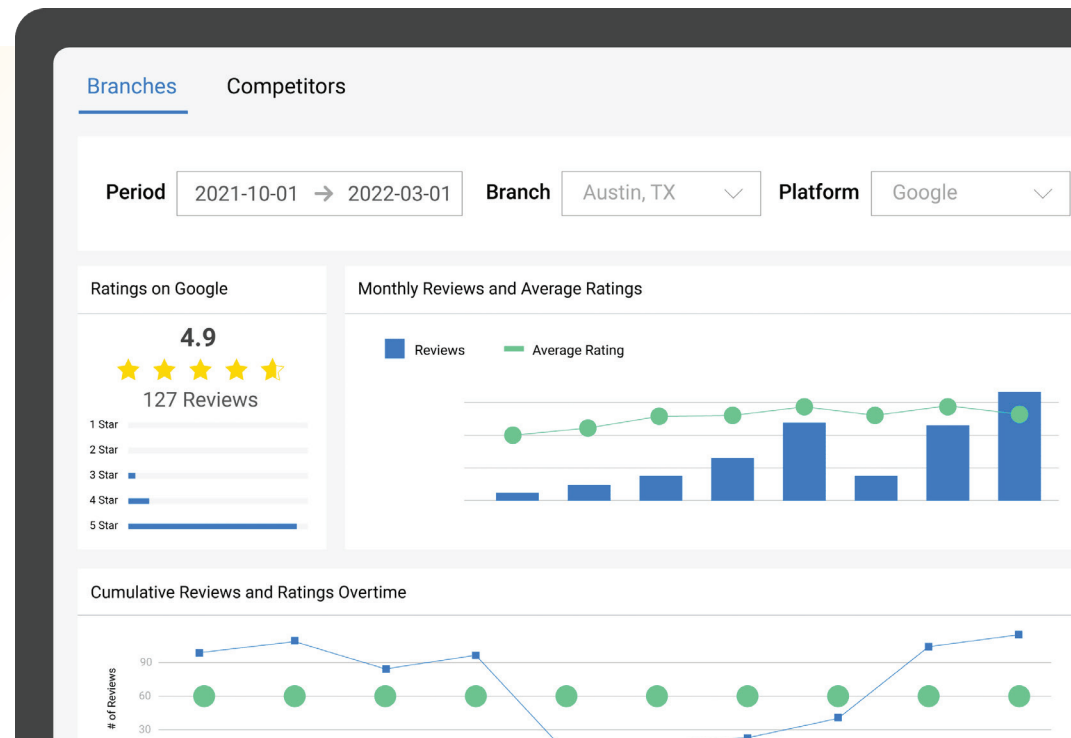 Branches Competitors
Period 2021-10-01 → 2022-03-01 Branch Austin, TX Platform Google
Ratings on Google
4.9
127 Reviews
1 Star
2 Star
3 Star
4 Star
5 Star
Monthly Reviews and Average Ratings
Reviews Average Rating
Cumulative Reviews and Ratings Overtime
# of Reviews
90
60
30